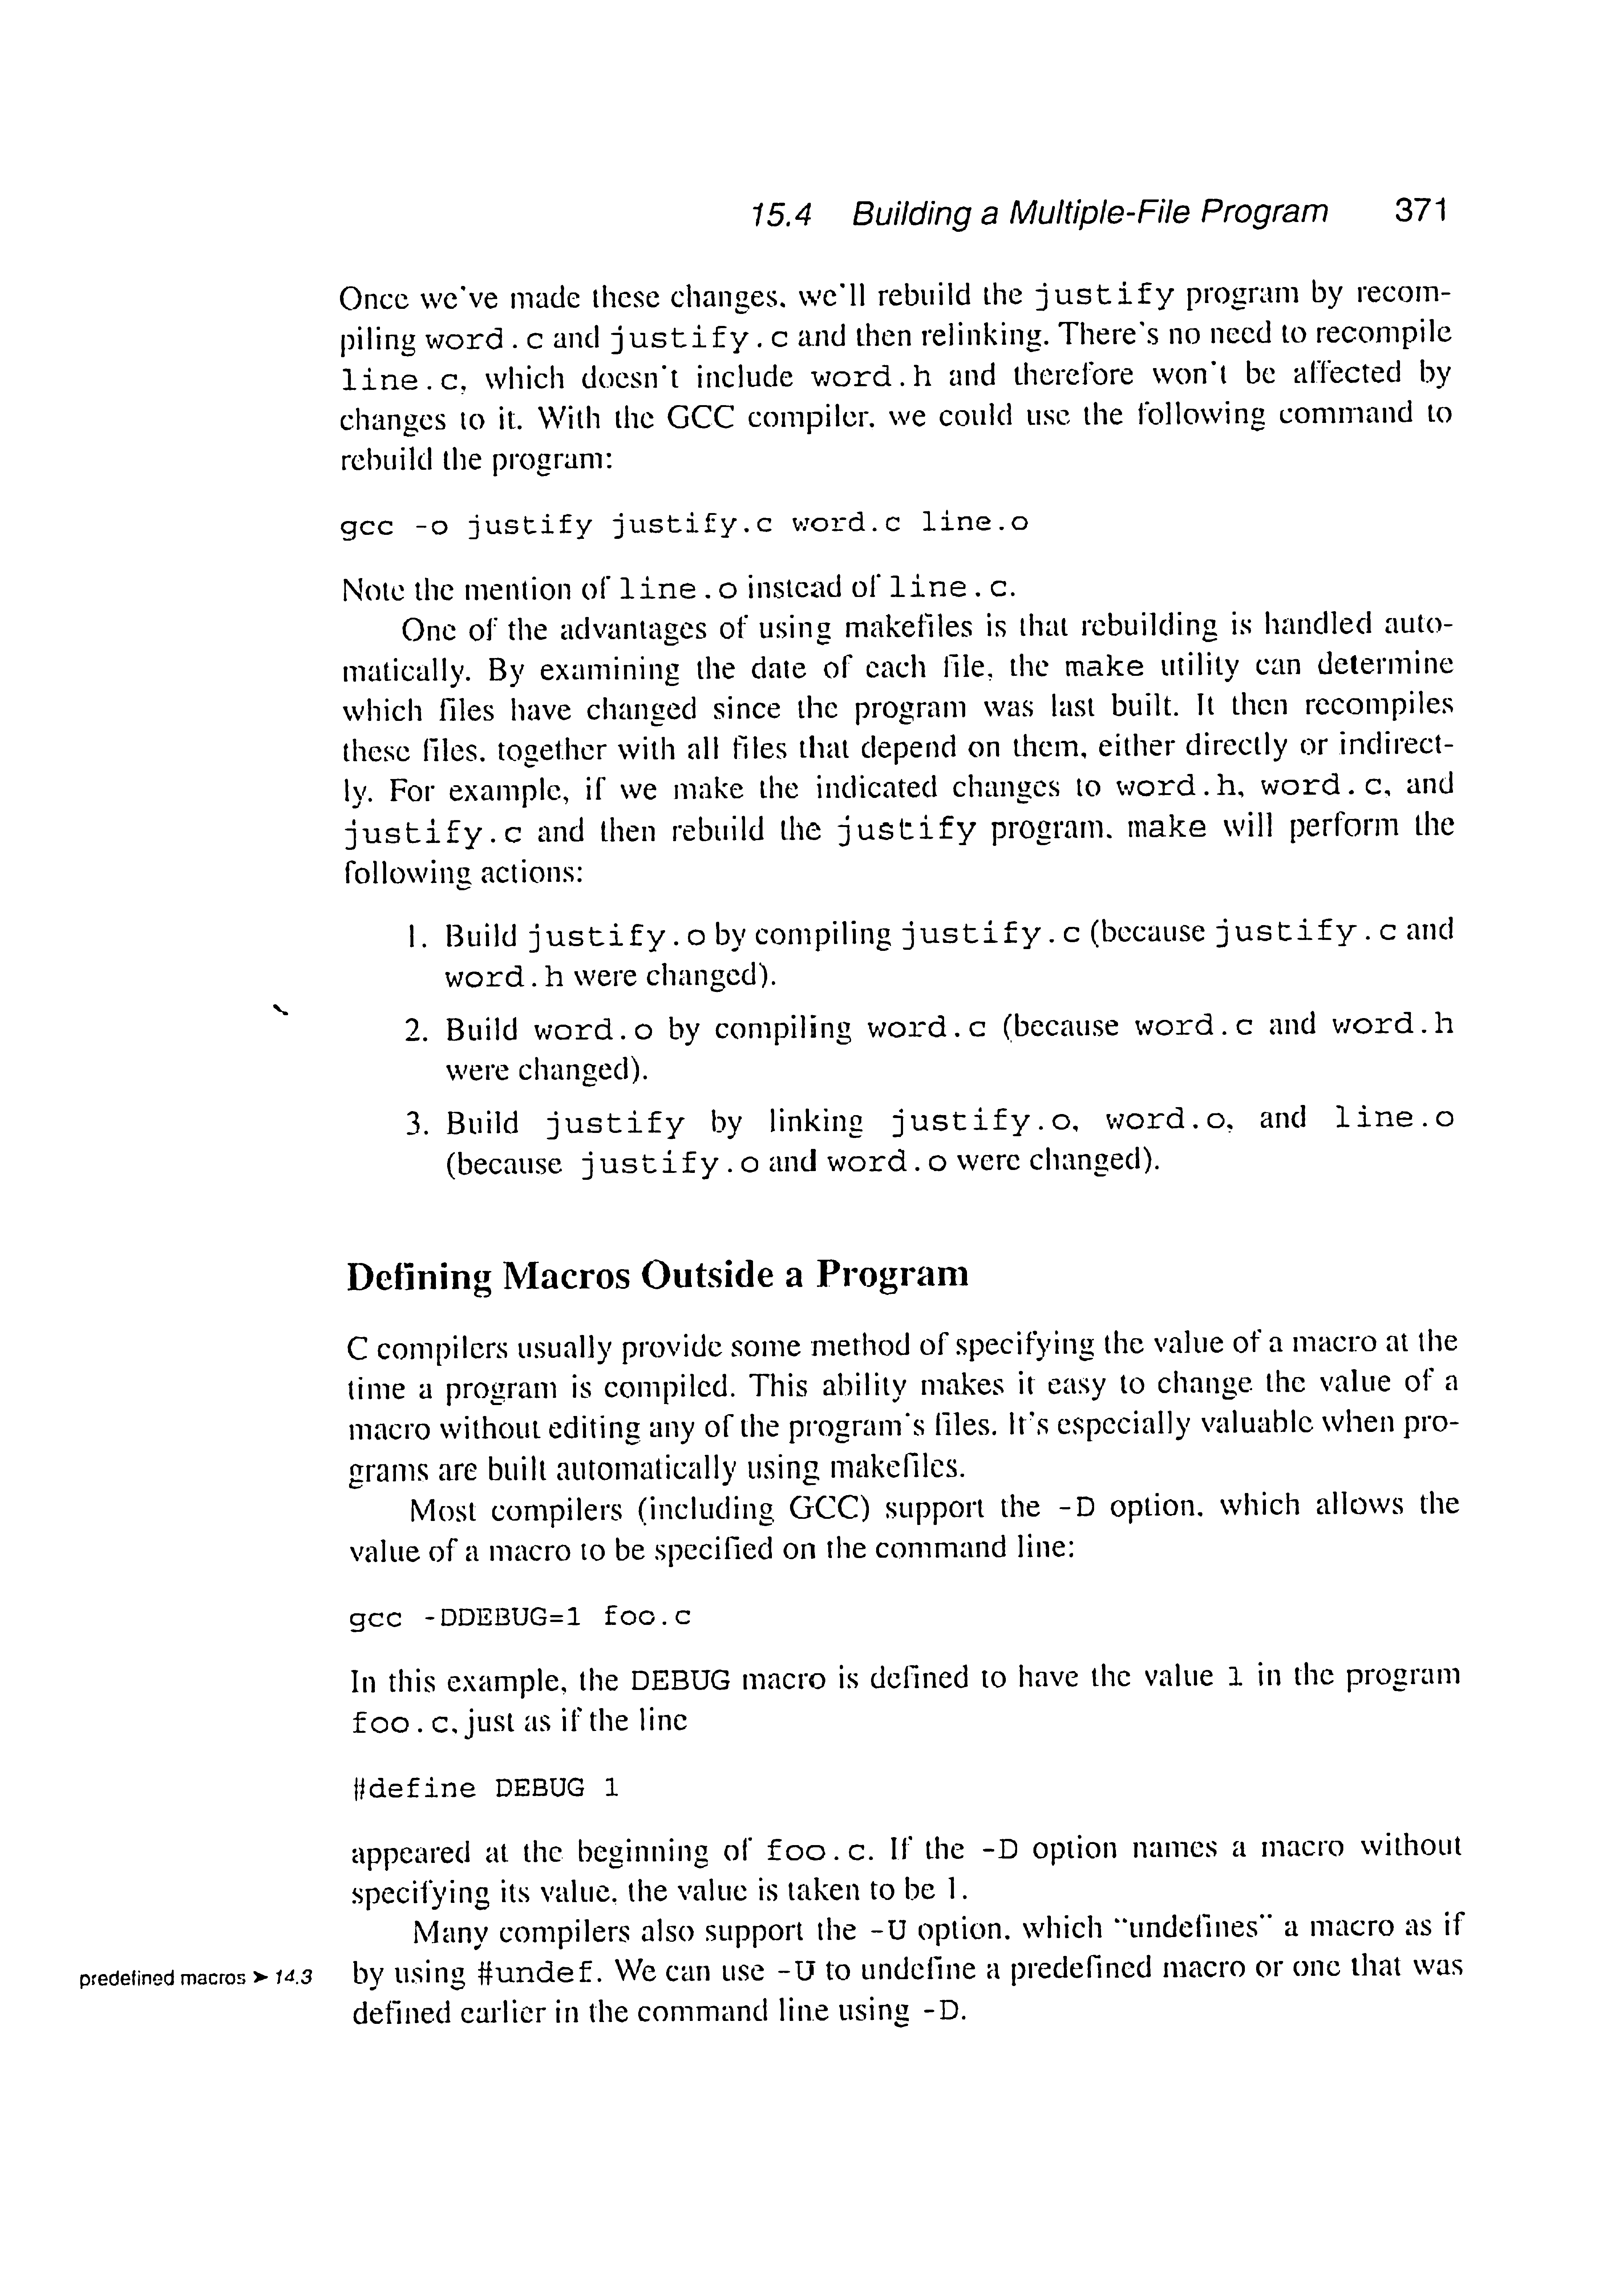 15.4 Building a Multiple-File Program 371
Once we've made these changes, we'll rebuild the justify program by recom-
piling word.c and justify.c and then relinking. There's no need to recompile
line.c, which doesn't include word.h and therefore won't be affected by
changes to it. With the GCC compiler, we could use the following command to
rebuild the program:
gcc -o justify justify.c word.c line.o
Note the mention of line.o instead of line.c.
One of the advantages of using makefiles is that rebuilding is handled auto-
matically. By examining the date of each file, the make utility can determine
which files have changed since the program was last built. It then recompiles
these files, together with all files that depend on them, either directly or indirect-
ly. For example, if we make the indicated changes to word.h, word.c, and
justify.c and then rebuild the justify program, make will perform the
following actions:
1. Build justify.o by compiling justify.c (because justify.c and
word.h were changed).
2. Build word.o by compiling word.c (because word.c and word.h
were changed).
3. Build justify by linking justify.o, word.o, and line.o
(because justify.o and word.o were changed).
Defining Macros Outside a Program
C compilers usually provide some method of specifying the value of a macro at the
time a program is compiled. This ability makes it easy to change the value of a
macro without editing any of the program's files. It's especially valuable when pro-
grams are built automatically using makefiles.
Most compilers (including GCC) support the -D option, which allows the
value of a macro to be specified on the command line:
gcc -DDEBUG=1 foo.c
In this example, the DEBUG macro is defined to have the value 1 in the program
foo.c, just as if the line
#define DEBUG 1
appeared at the beginning of foo.c. If the -D option names a macro without
specifying its value, the value is taken to be 1.
Many compilers also support the -U option, which "undefines" a macro as if
predefined macros ➤ 14.3 by using #undef. We can use -U to undefine a predefined macro or one that was
defined earlier in the command line using -D.